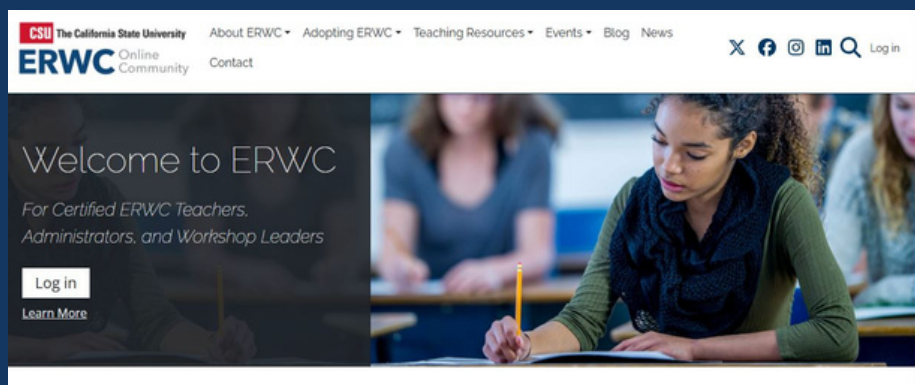 CSU The California State University
ERWC Online Community
About ERWC Adopting ERWC Teaching Resources Events Blog News
Contact
Log in
Welcome to ERWC
For Certified ERWC Teachers,
Administrators, and Workshop Leaders
Log in
Learn More